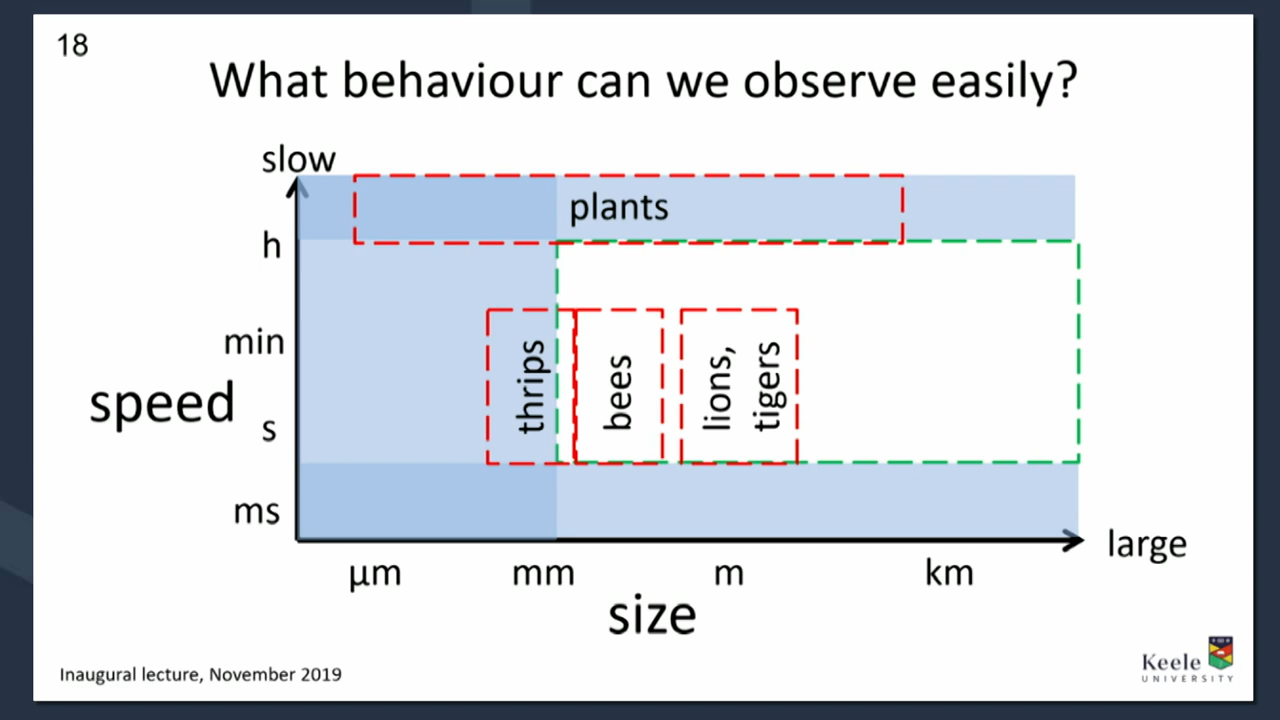 18
What behaviour can we observe easily?
slow
plants
h
min
speed
s
ms
thrips
bees
lions,
tigers
large
µm
mm
m
km
size
Inaugural lecture, November 2019
Keele
UNIVERSITY